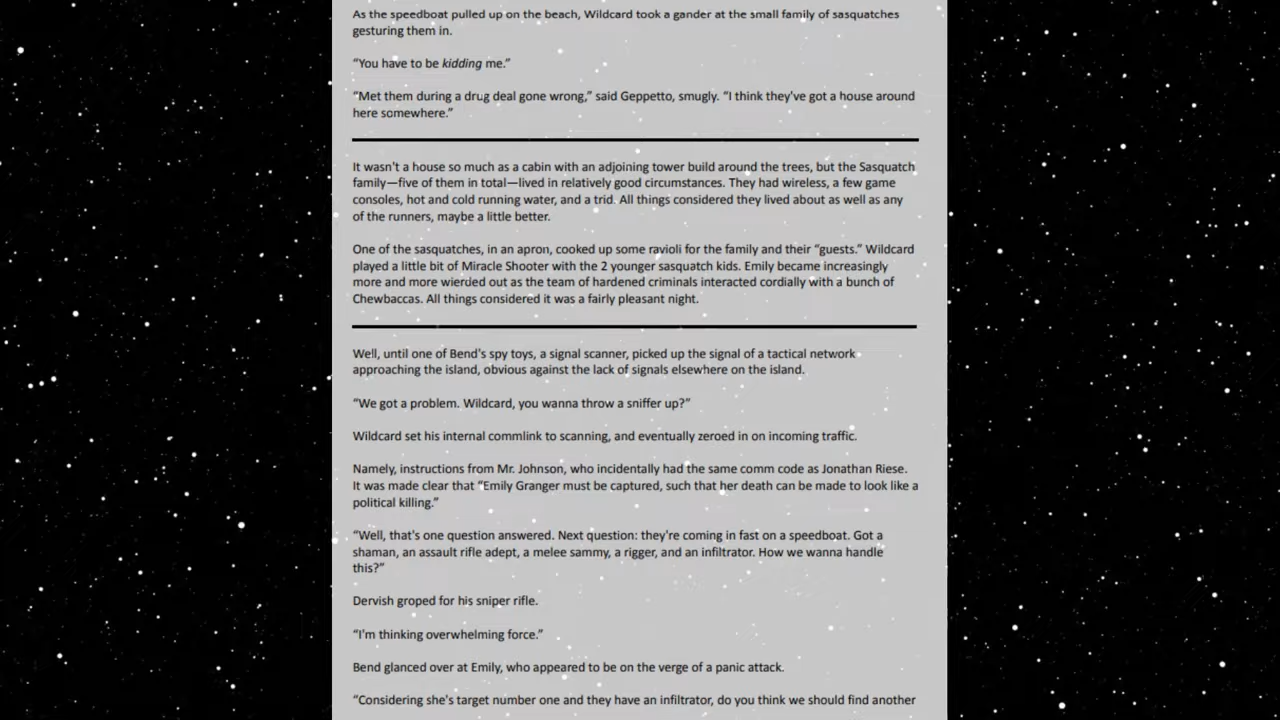 As the speedboat pulled up on the beach, Wildcard took a gander at the small family of sasquatches
gesturing them in.
“You have to be kidding me.”
“Met them during a drug deal gone wrong,” said Geppetto, smugly. “I think they've got a house around
here somewhere.”
It wasn't a house so much as a cabin with an adjoining tower build around the trees, but the Sasquatch
family—five of them in total—lived in relatively good circumstances. They had wireless, a few game
consoles, hot and cold running water, and a trid. All things considered they lived about as well as any
of the runners, maybe a little better.
One of the sasquatches, in an apron, cooked up some ravioli for the family and their “guests.” Wildcard
played a little bit of Miracle Shooter with the 2 younger sasquatch kids. Emily became increasingly
more and more wierded out as the team of hardened criminals interacted cordially with a bunch of
Chewbaccas. All things considered it was a fairly pleasant night.
Well, until one of Bend's spy toys, a signal scanner, picked up the signal of a tactical network
approaching the island, obvious against the lack of signals elsewhere on the island.
“We got a problem. Wildcard, you wanna throw a sniffer up?”
Wildcard set his internal commlink to scanning, and eventually zeroed in on incoming traffic.
Namely, instructions from Mr. Johnson, who incidentally had the same comm code as Jonathan Riese.
It was made clear that “Emily Granger must be captured, such that her death can be made to look like a
political killing.”
“Well, that's one question answered. Next question: they're coming in fast on a speedboat. Got a
shaman, an assault rifle adept, a melee sammy, a rigger, and an infiltrator. How we wanna handle
this?”
Dervish groped for his sniper rifle.
“I'm thinking overwhelming force.”
Bend glanced over at Emily, who appeared to be on the verge of a panic attack.
“Considering she's target number one and they have an infiltrator, do you think we should find another